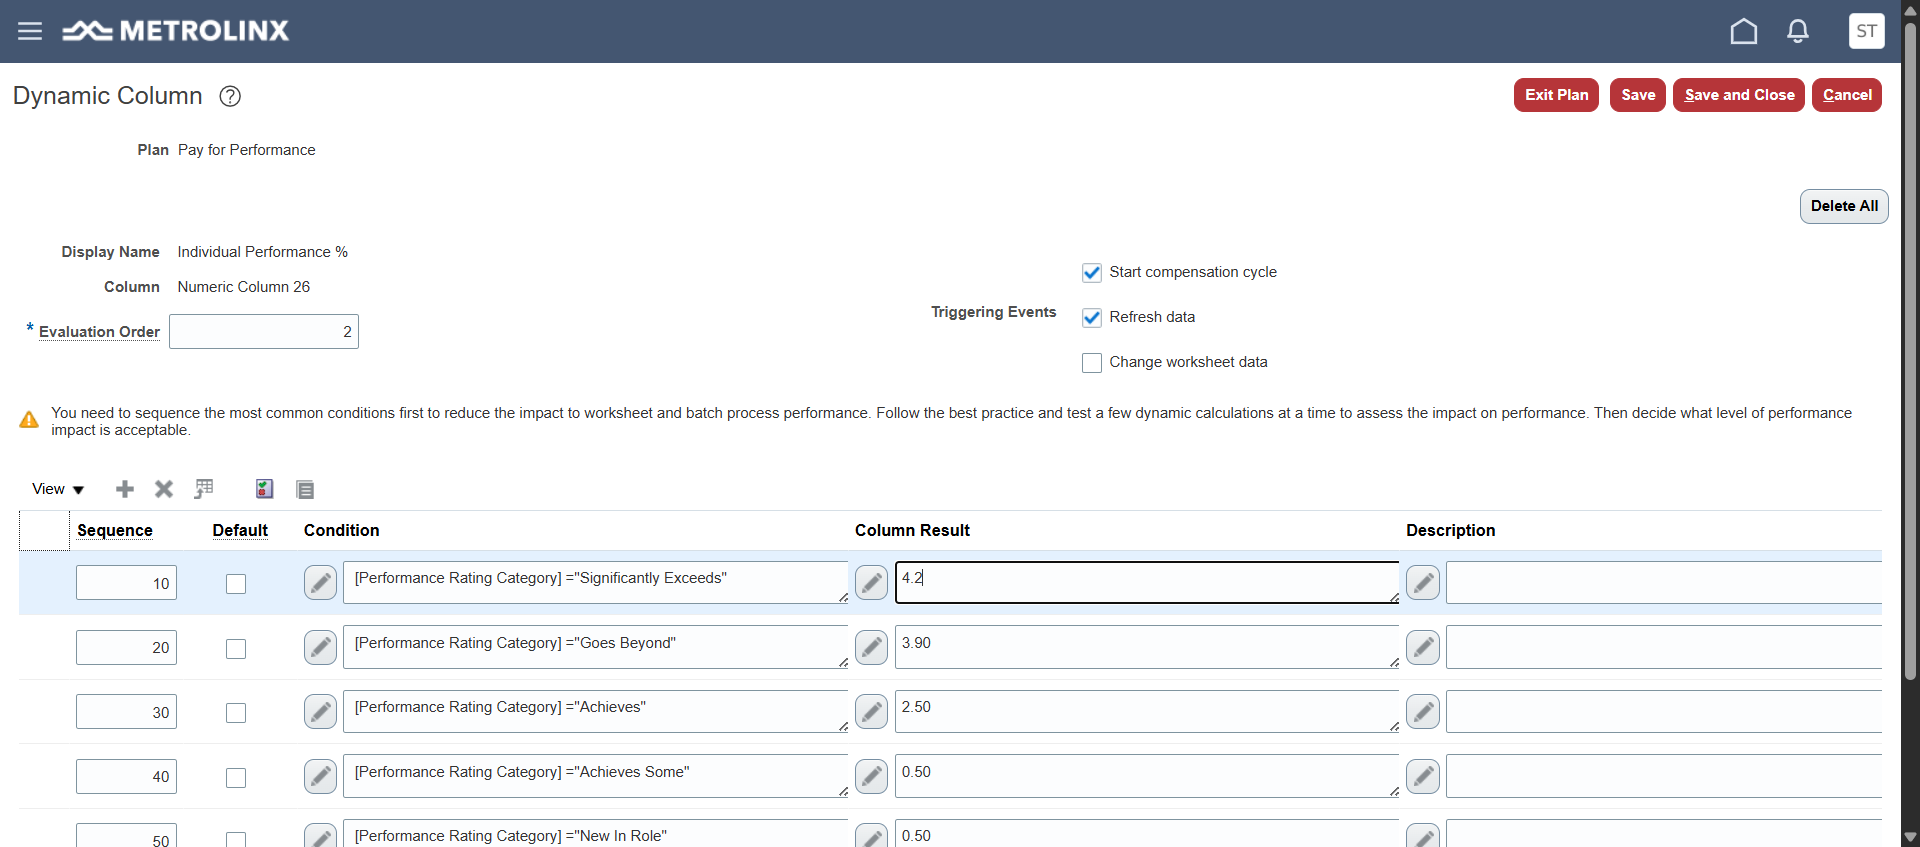 METROLINX
ST
Dynamic Column ?
Exit Plan
Save
Save and Close
Cancel
Plan Pay for Performance
Delete All
Display Name Individual Performance %
Column Numeric Column 26
* Evaluation Order 2
Triggering Events
Start compensation cycle
Refresh data
Change worksheet data
You need to sequence the most common conditions first to reduce the impact to worksheet and batch process performance. Follow the best practice and test a few dynamic calculations at a time to assess the impact on performance. Then decide what level of performance
impact is acceptable.
View
Sequence Default Condition Column Result Description
10 [Performance Rating Category] ="Significantly Exceeds" 4.2
20 [Performance Rating Category] ="Goes Beyond" 3.90
30 [Performance Rating Category] ="Achieves" 2.50
40 [Performance Rating Category] ="Achieves Some" 0.50
50 [Performance Rating Category] ="New In Role" 0.50